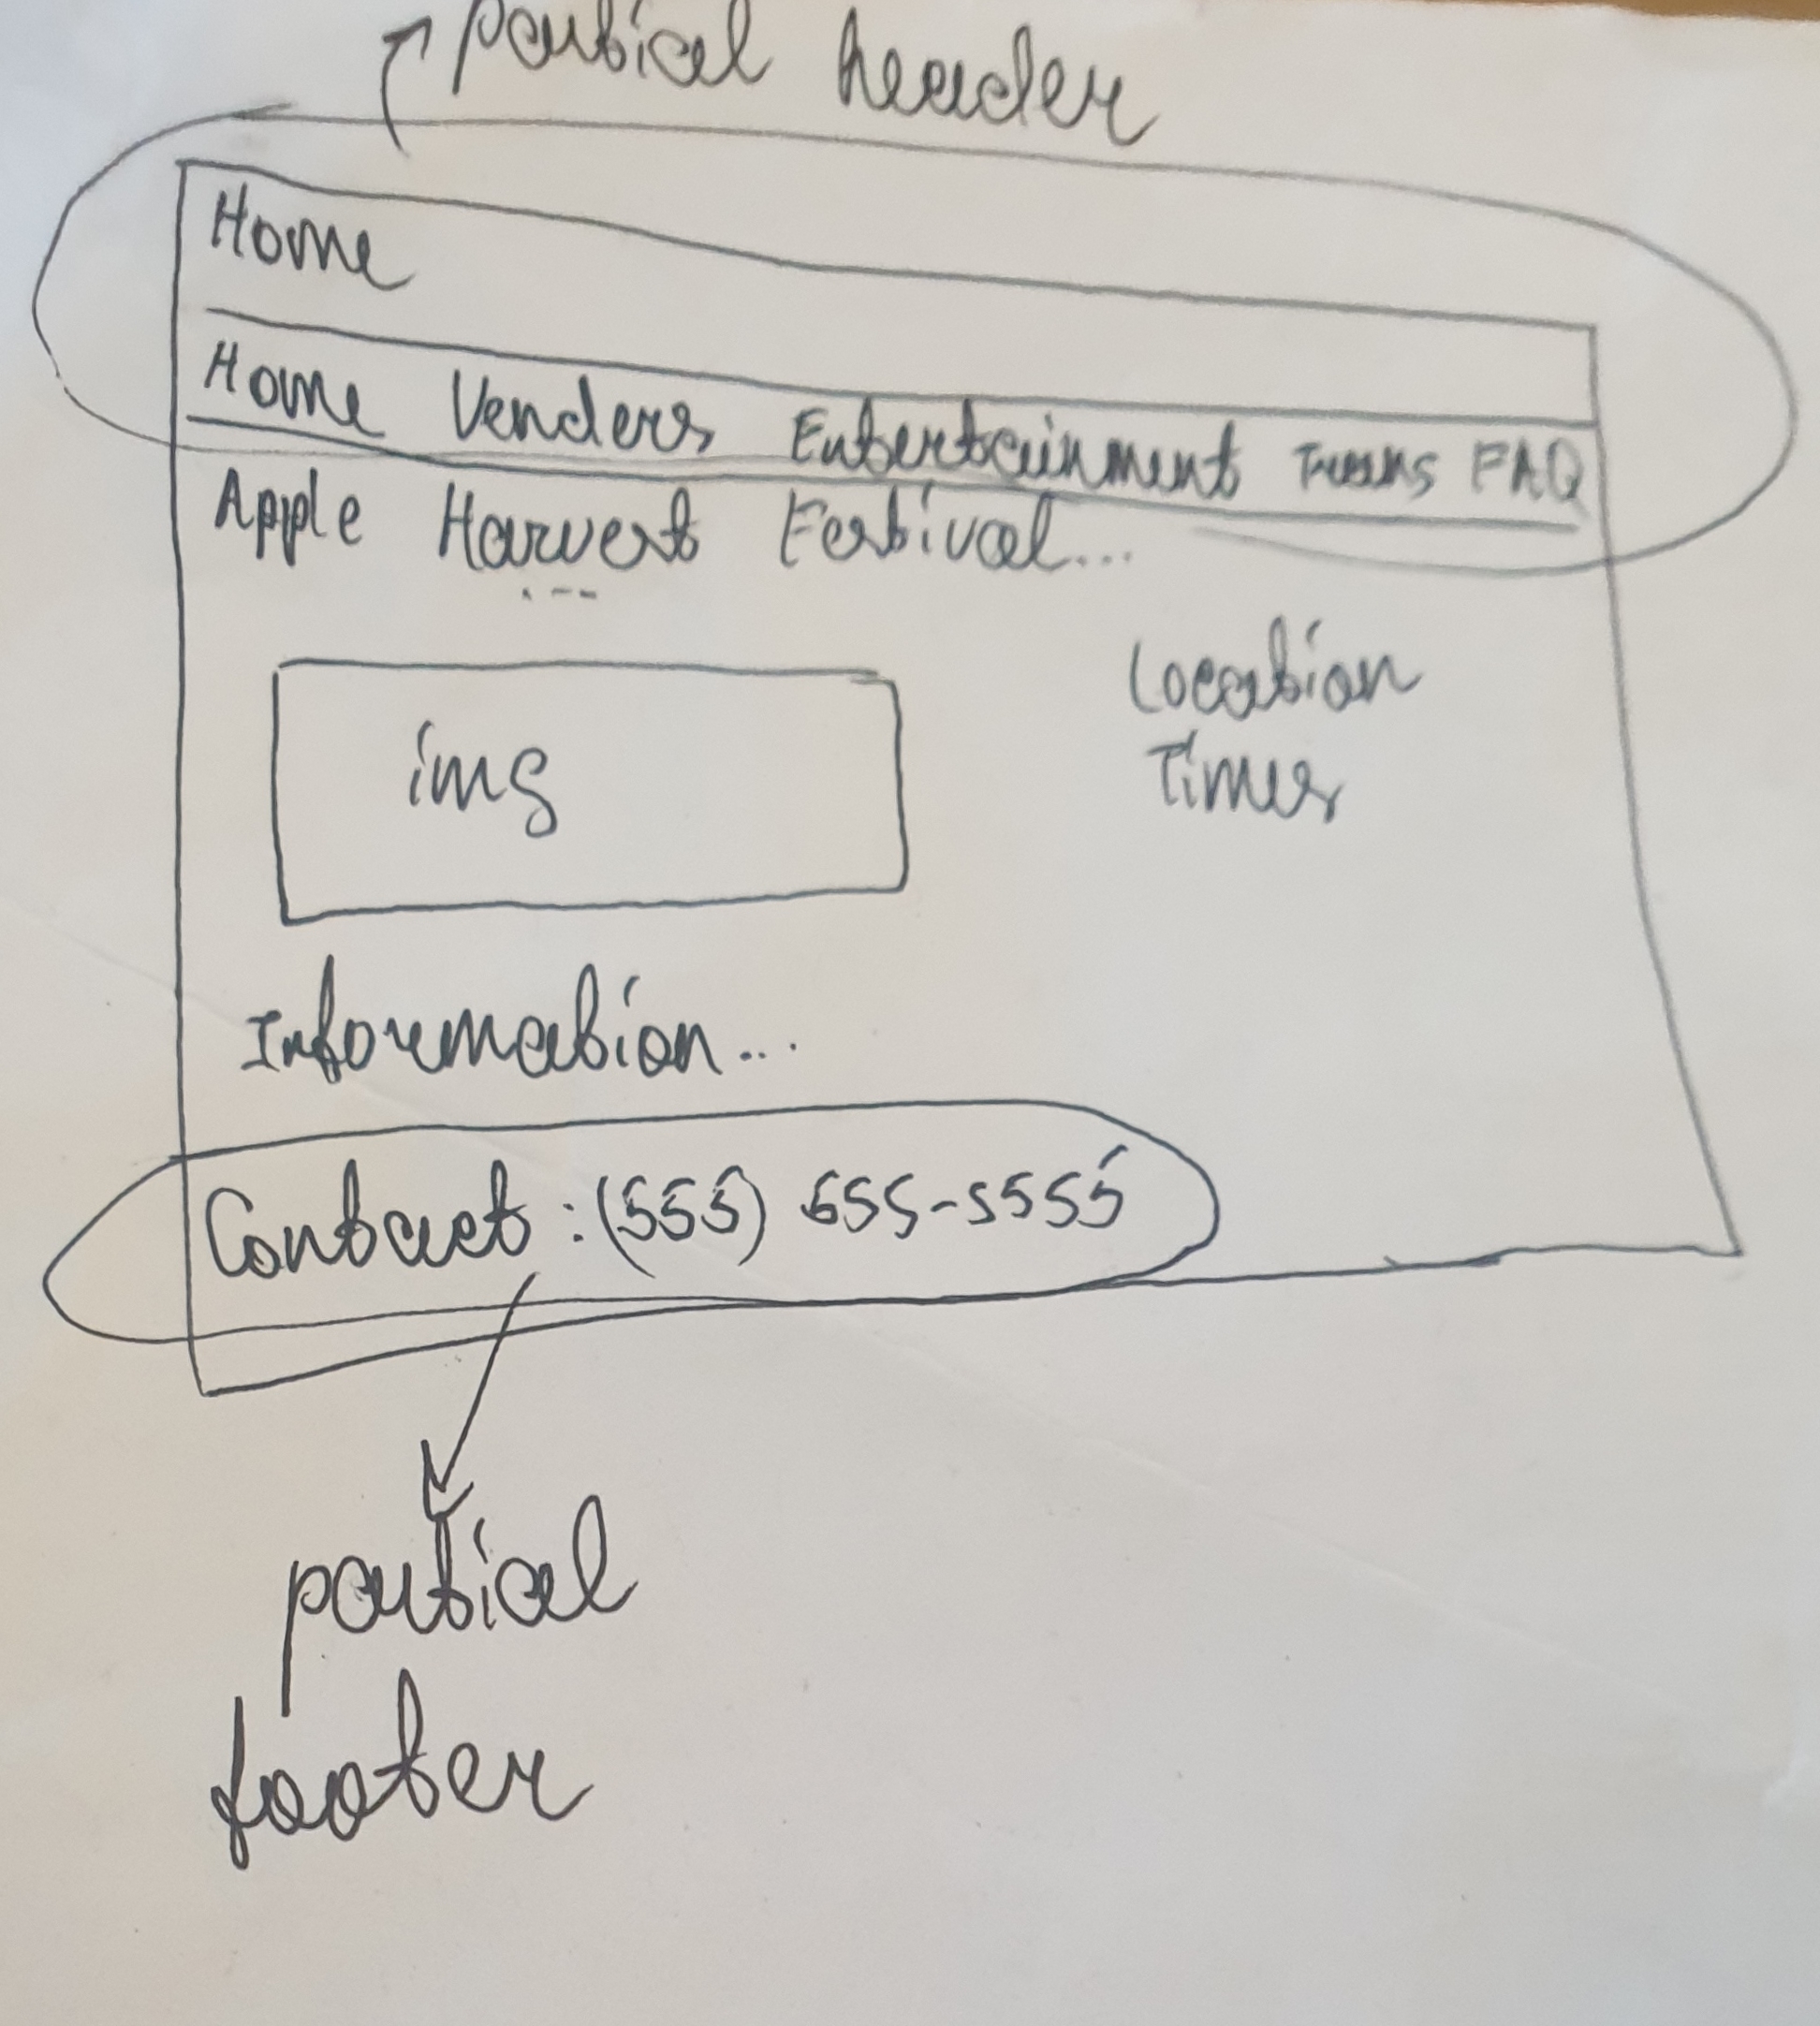 partial header
Home
Home Venders Entertainment FAQ
Apple Harvest Festival...
Location
Times
img
Information...
Contact : (555) 555-5555
partial
footer